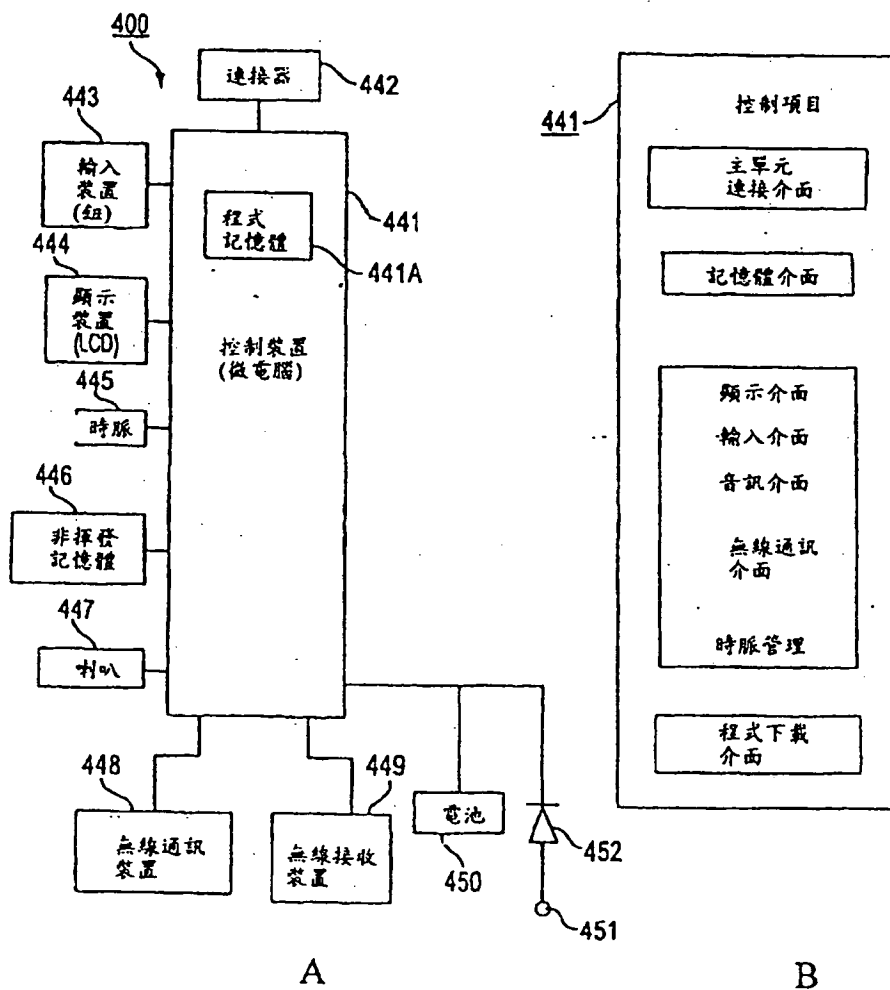 400
連接器
442
443
輸入
裝置
(鈕)
444
顯示
裝置
(LCD)
445
時脈
446
非揮發
記憶體
447
喇叭
程式
記憶體
441
441A
控制裝置
(微電腦)
448
無線通訊
裝置
449
無線接收
裝置
電池
450
452
451
A
441
控制項目
主單元
連接介面
記憶體介面
顯示介面
輸入介面
音訊介面
無線通訊
介面
時脈管理
程式下載
介面
B